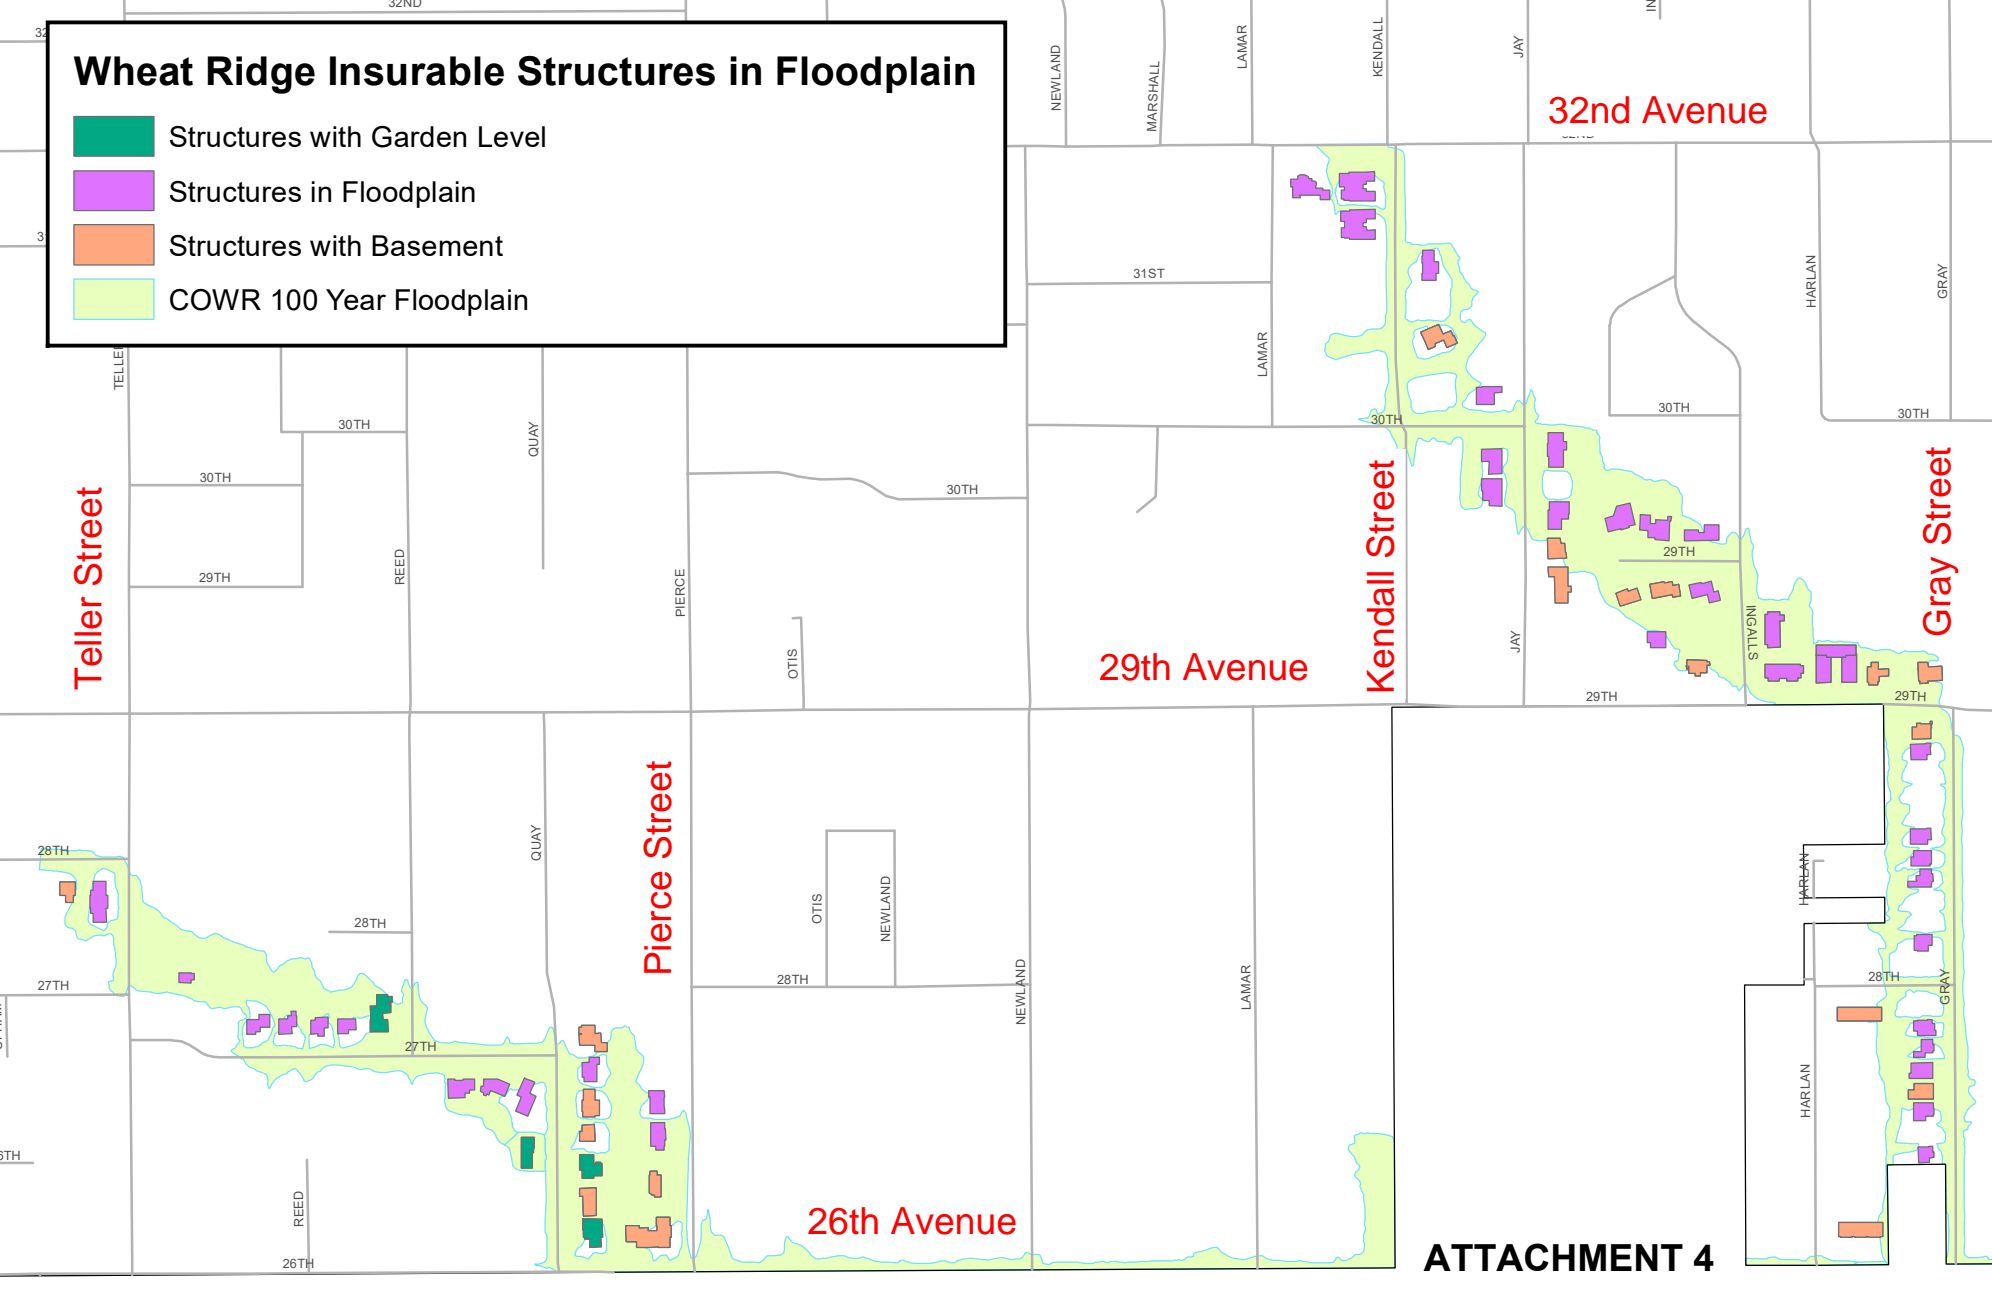 32ND
Wheat Ridge Insurable Structures in Floodplain
Structures with Garden Level
Structures in Floodplain
Structures with Basement
COWR 100 Year Floodplain
NEWLAND
MARSHALL
LAMAR
KENDALL
JAY
32nd Avenue
31ST
LAMAR
HARLAN
GRAY
30TH
30TH
30TH
30TH
QUAY
30TH
30TH
Teller Street
REED
29TH
PIERCE
OTIS
29th Avenue
Kendall Street
JAY
29TH
INGALLS
Gray Street
29TH
29TH
28TH
QUAY
Pierce Street
28TH
OTIS
NEWLAND
28TH
NEWLAND
LAMAR
HARLAN
28TH
GRAY
27TH
27TH
HARLAN
REED
26TH
26th Avenue
ATTACHMENT 4